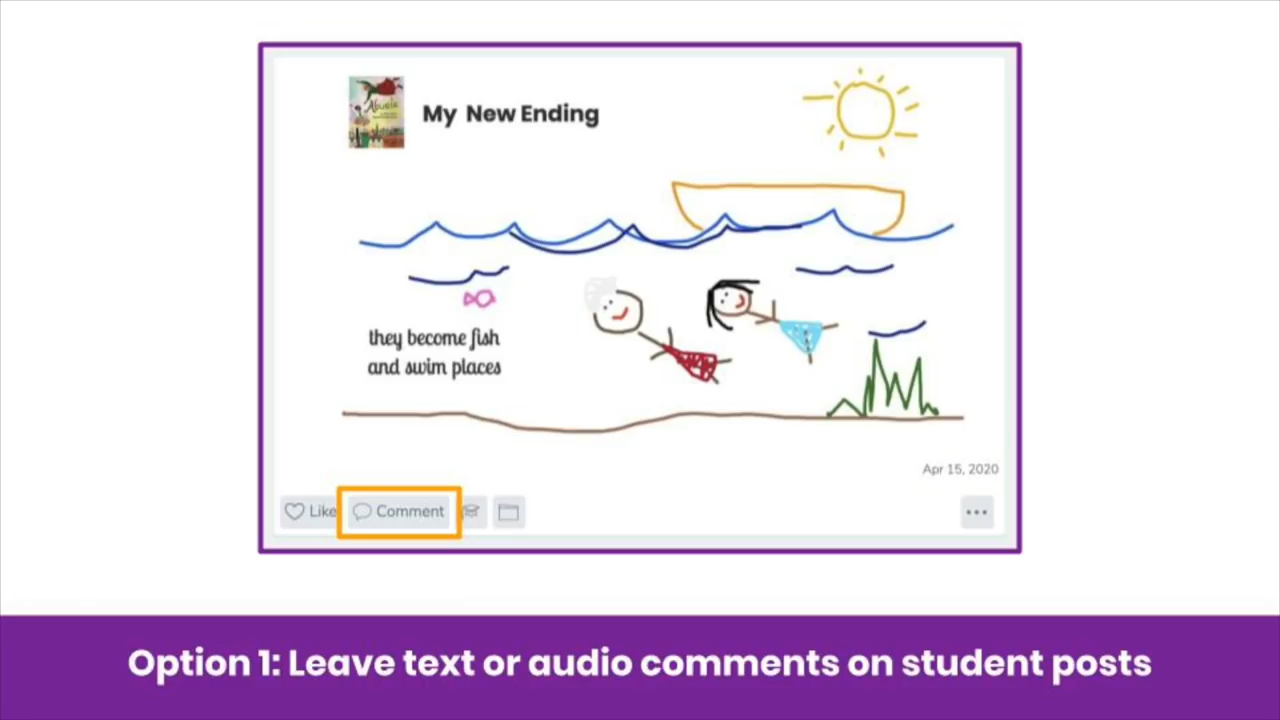 Abuela
My New Ending
they become fish
and swim places
Apr 15, 2020
Like
Comment
Option 1: Leave text or audio comments on student posts